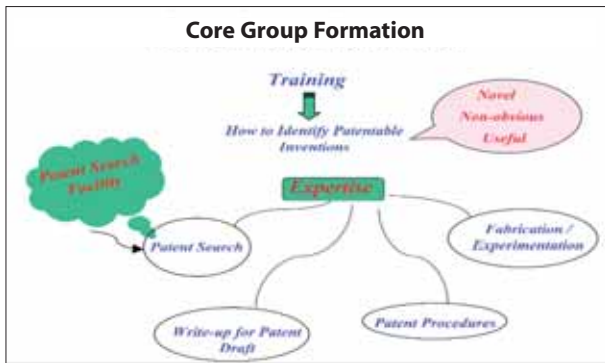 Core Group Formation
Training
Novel
Non-obvious
Useful
How to Identify Patentable
Inventions
Patent Search
Facility
Expertise
Patent Search
Fabrication /
Experimentation
Write-up for Patent
Draft
Patent Procedures